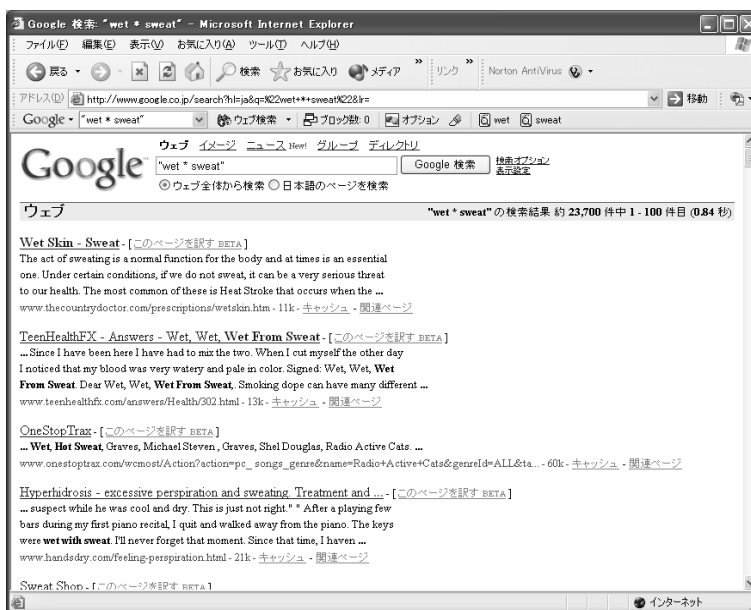 Google 検索: "wet * sweat" - Microsoft Internet Explorer
ファイル(F) 編集(E) 表示(V) お気に入り(A) ツール(T) ヘルプ(H)
戻る 検索 お気に入り メディア リンク Norton AntiVirus
アドレス(D) http://www.google.co.jp/search?hl=ja&q=%22wet+*+sweat%22&lr= 移動
Google "wet * sweat" ウェブ検索 ブロック数: 0 オプション wet sweat
ウェブ イメージ ニュース New! グループ ディレクトリ
Google "wet * sweat" Google 検索 検索オプション
表示設定
ウェブ全体から検索 日本語のページを検索
ウェブ "wet * sweat" の検索結果 約 23,700 件中 1 - 100 件目 (0.84 秒)
Wet Skin - Sweat - [ このページを訳す BETA ]
The act of sweating is a normal function for the body and at times is an essential
one. Under certain conditions, if we do not sweat, it can be a very serious threat
to our health. The most common of these is Heat Stroke that occurs when the ...
www.thecountrydoctor.com/prescriptions/wetskin.htm - 11k - キャッシュ - 関連ページ
TeenHealthFX - Answers - Wet, Wet, Wet From Sweat - [ このページを訳す BETA ]
... Since I have been here I have had to mix the two. When I cut myself the other day
I noticed that my blood was very watery and pale in color. Signed: Wet, Wet, Wet
From Sweat. Dear Wet, Wet, Wet From Sweat,. Smoking dope can have many different ...
www.teenhealthfx.com/answers/Health/302.html - 13k - キャッシュ - 関連ページ
OneStopTrax - [ このページを訳す BETA ]
... Wet, Hot Sweat, Graves, Michael Steven , Graves, Shel Douglas, Radio Active Cats. ...
www.onestoptrax.com/wcmost/Action?action=pc_songs_genre&name=Radio+Active+Cats&genreId=ALL&ta... - 60k - キャッシュ - 関連ページ
Hyperhidrosis - excessive perspiration and sweating. Treatment and ... - [ このページを訳す BETA ]
... suspect while he was cool and dry. This is just not right." " After a playing few
bars during my first piano recital, I quit and walked away from the piano. The keys
were wet with sweat. I'll never forget that moment. Since that time, I haven ...
www.handsdry.com/feeling-perspiration.html - 21k - キャッシュ - 関連ページ
Sweat Shop - [ このページを訳す BETA ]
インターネット